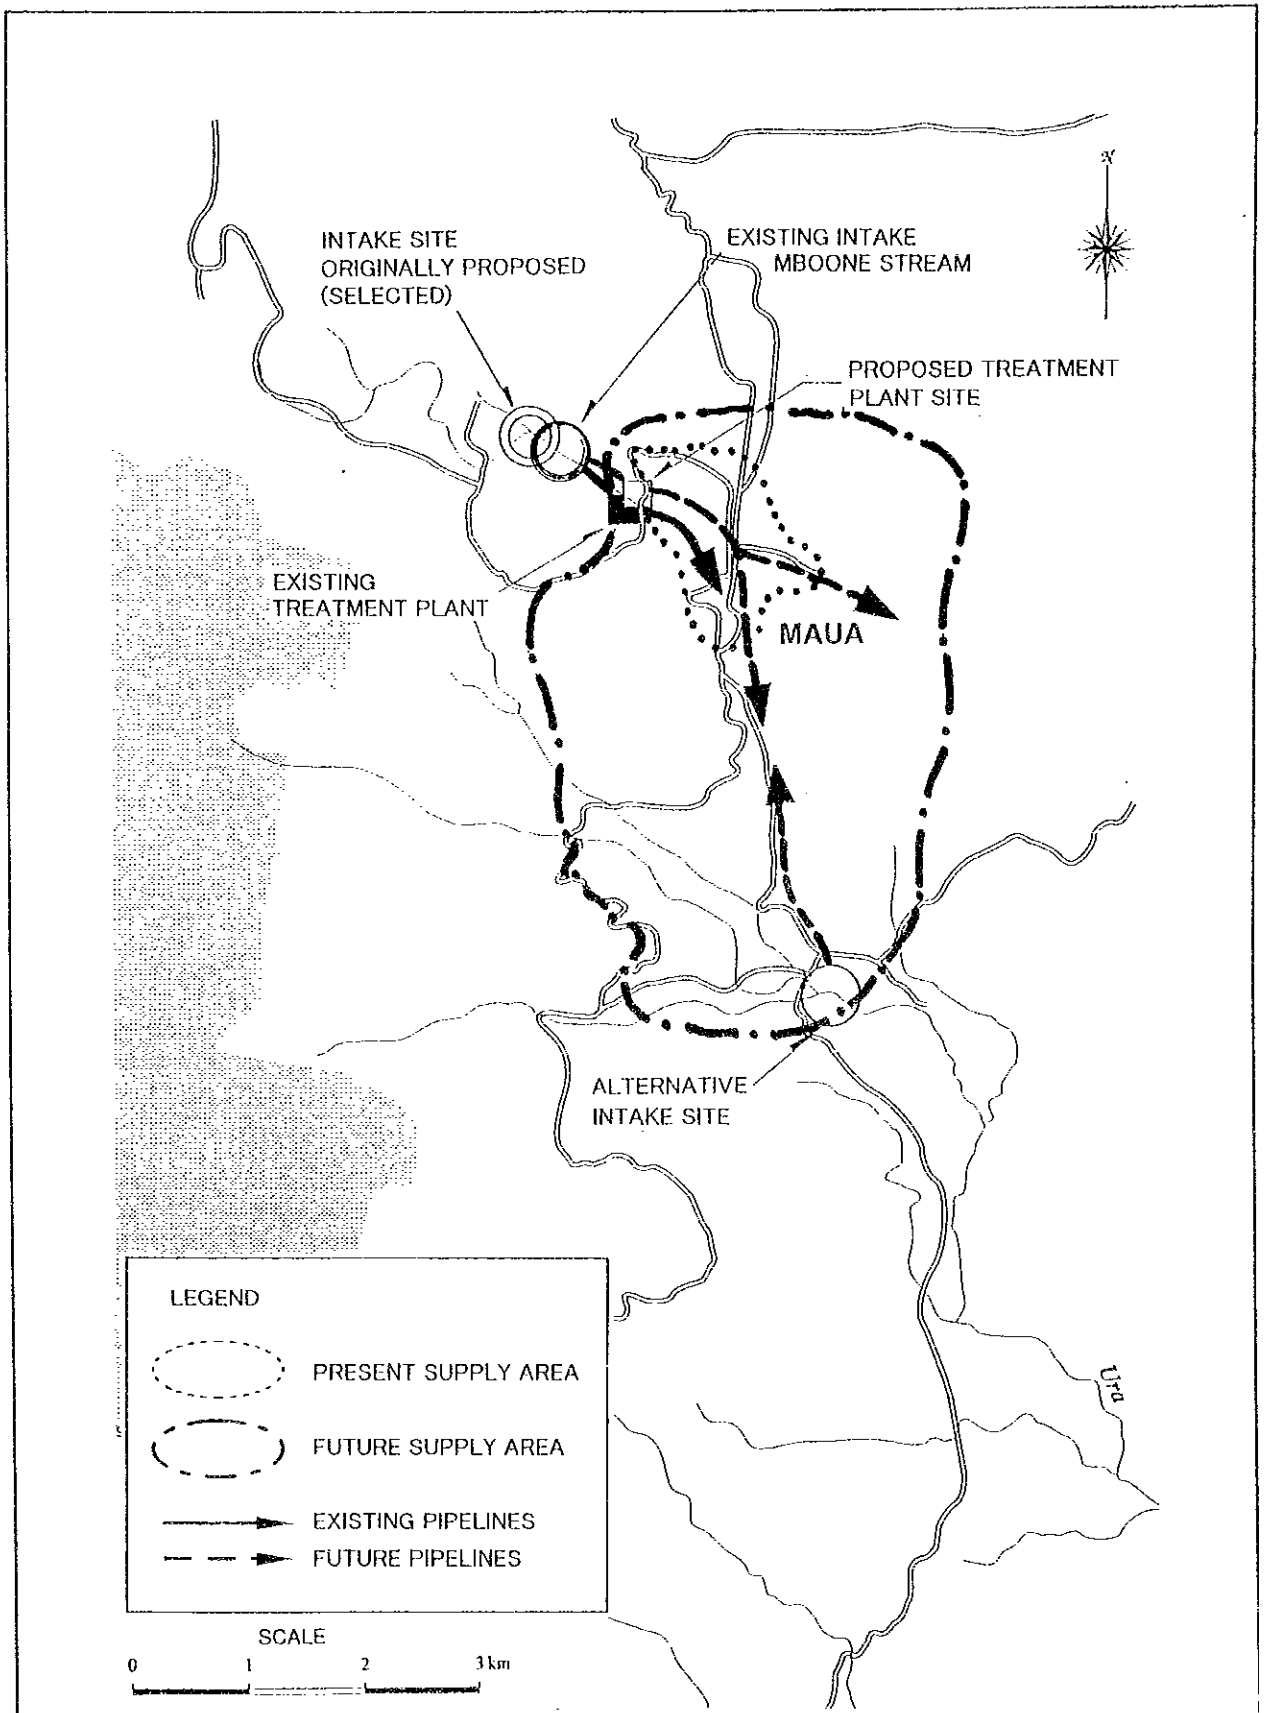 N
INTAKE SITE
ORIGINALLY PROPOSED
(SELECTED)
EXISTING INTAKE
MBOONE STREAM
PROPOSED TREATMENT
PLANT SITE
EXISTING
TREATMENT PLANT
MAUA
ALTERNATIVE
INTAKE SITE
Ura
LEGEND
PRESENT SUPPLY AREA
FUTURE SUPPLY AREA
EXISTING PIPELINES
FUTURE PIPELINES
SCALE
0 1 2 3 km